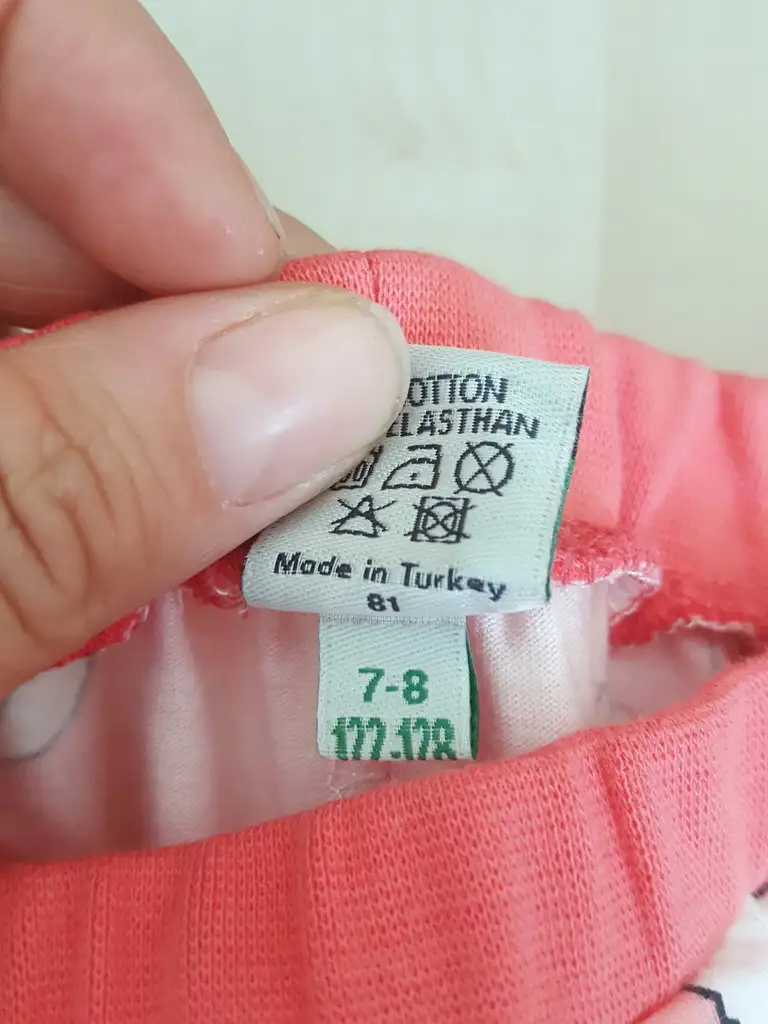 OTTON
ELASTHAN
Made in Turkey
81
7-8
122-128